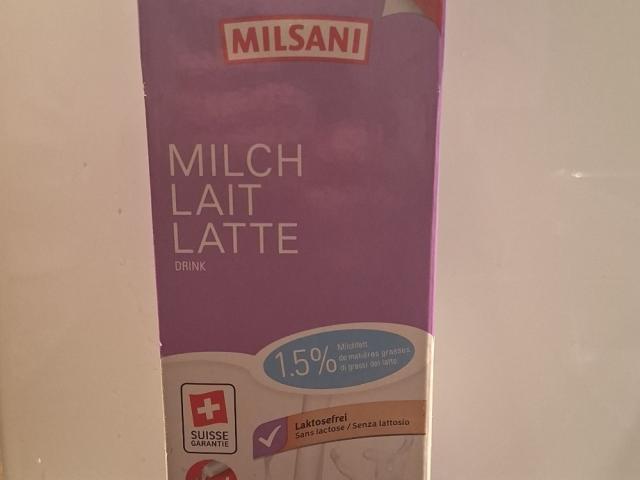 MILSANI
MILCH
LAIT
LATTE
DRINK
1.5%
Milchfett
de matières grasses
di grassi del latte
SUISSE
GARANTIE
Laktosefrei
Sans lactose / Senza lattosio